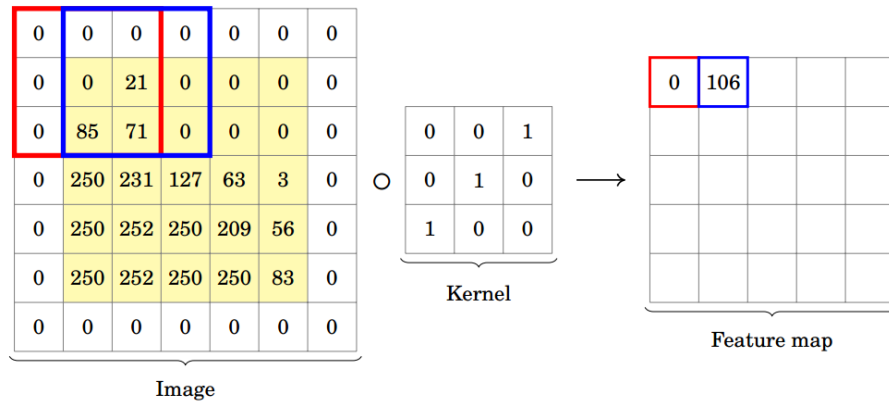 0 0 0 0 0 0 0
0 0 21 0 0 0 0
0 106
0 85 71 0 0 0 0
0 0 1
0 250 231 127 63 3 0
0 1 0
0 250 252 250 209 56 0
1 0 0
0 250 252 250 250 83 0
Kernel
0 0 0 0 0 0 0
Feature map
Image